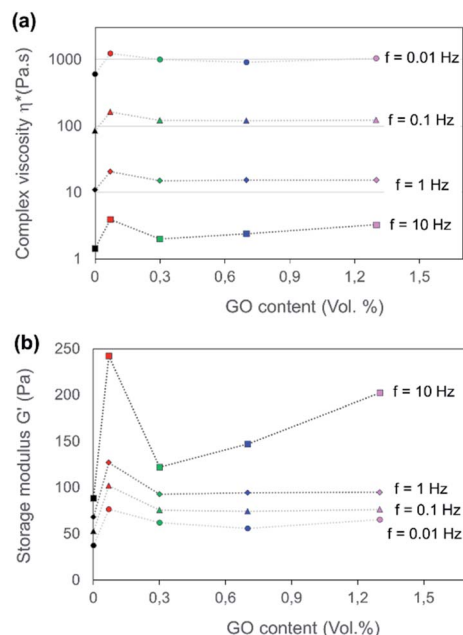 (a)
Complex viscosity η*(Pa.s)
1000
100
10
1
f = 0.01 Hz
f = 0.1 Hz
f = 1 Hz
f = 10 Hz
0
0,3
0,6
0,9
1,2
1,5
GO content (Vol. %)
(b)
Storage modulus G' (Pa)
250
200
150
100
50
0
f = 10 Hz
f = 1 Hz
f = 0.1 Hz
f = 0.01 Hz
0
0,3
0,6
0,9
1,2
1,5
GO content (Vol.%)